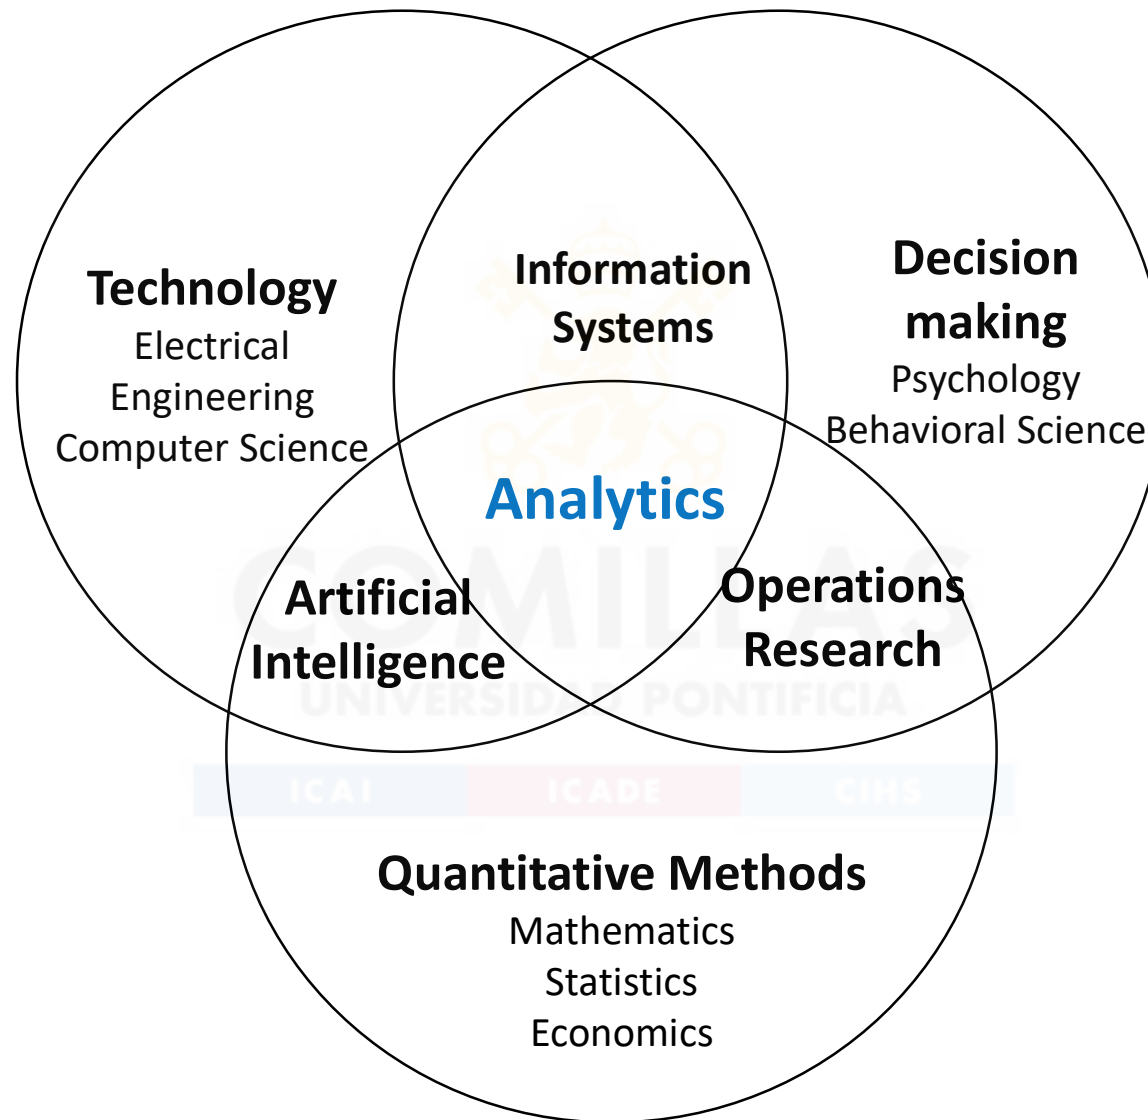 Technology
Electrical
Engineering
Computer Science
Information
Systems
Decision
making
Psychology
Behavioral Science
Analytics
Artificial
Intelligence
Operations
Research
COMILLAS
UNIVERSIDAD PONTIFICIA
ICAI
ICADE
CIHS
Quantitative Methods
Mathematics
Statistics
Economics